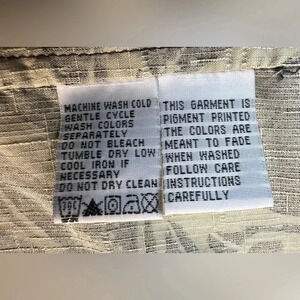 MACHINE WASH COLD
GENTLE CYCLE
WASH COLORS
SEPARATELY
DO NOT BLEACH
TUMBLE DRY LOW
COOL IRON IF
NECESSARY
DO NOT DRY CLEAN
THIS GARMENT IS
PIGMENT PRINTED
THE COLORS ARE
MEANT TO FADE
WHEN WASHED
FOLLOW CARE
INSTRUCTIONS
CAREFULLY